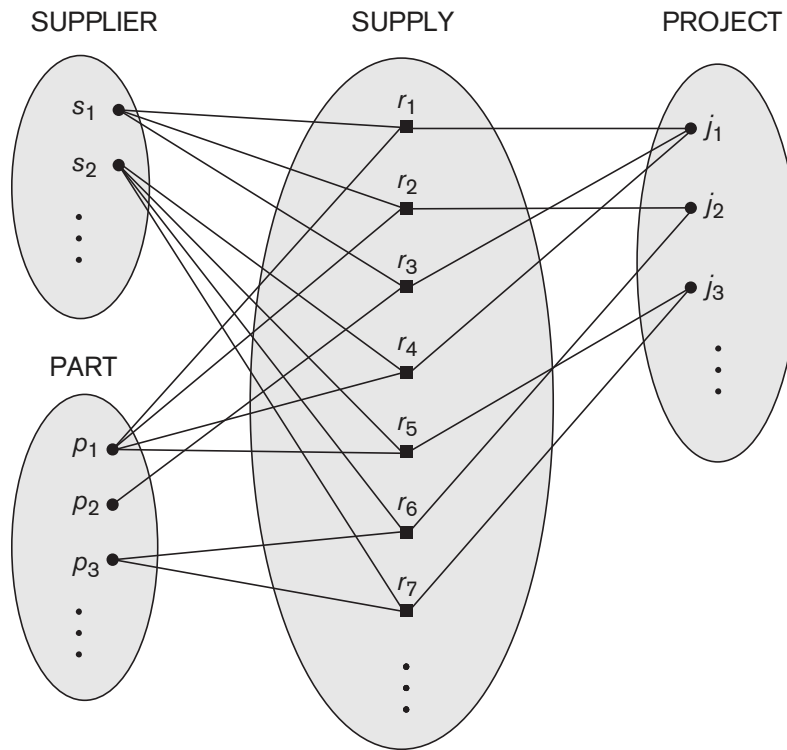 SUPPLIER
SUPPLY
PROJECT
s1
s2
PART
p1
p2
p3
r1
r2
r3
r4
r5
r6
r7
j1
j2
j3